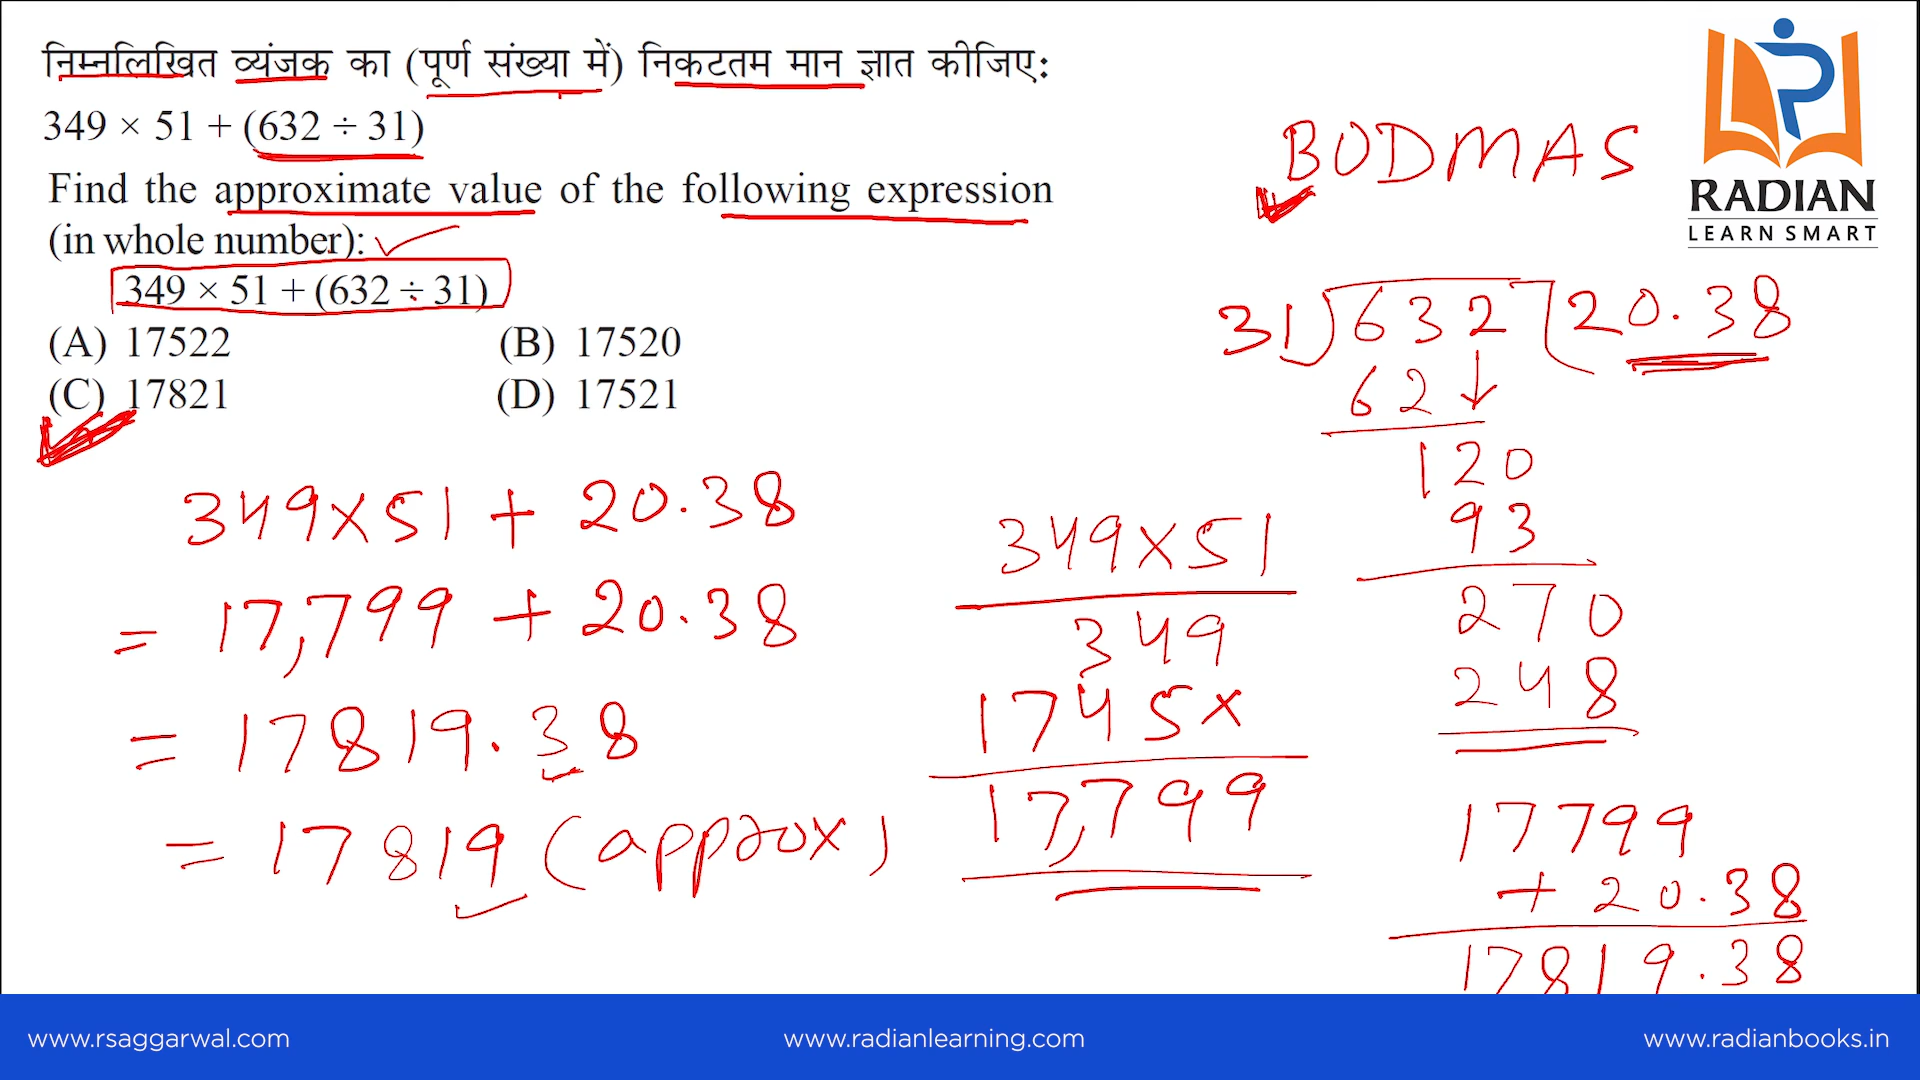 निम्नलिखित व्यंजक का (पूर्ण संख्या में) निकटतम मान ज्ञात कीजिए:
349 × 51 + (632 ÷ 31)
Find the approximate value of the following expression
(in whole number):
349 × 51 + (632 ÷ 31)
(A) 17522 (B) 17520
(C) 17821 (D) 17521
349×51 + 20.38
= 17,799 + 20.38
= 17819.38
= 17819 (approx)
349×51
349
1745×
17,799
RADIAN
LEARN SMART
BODMAS
31)632(20.38
62
120
93
270
248
17799
+ 20.38
17819.38
www.rsaggarwal.com www.radianlearning.com www.radianbooks.in